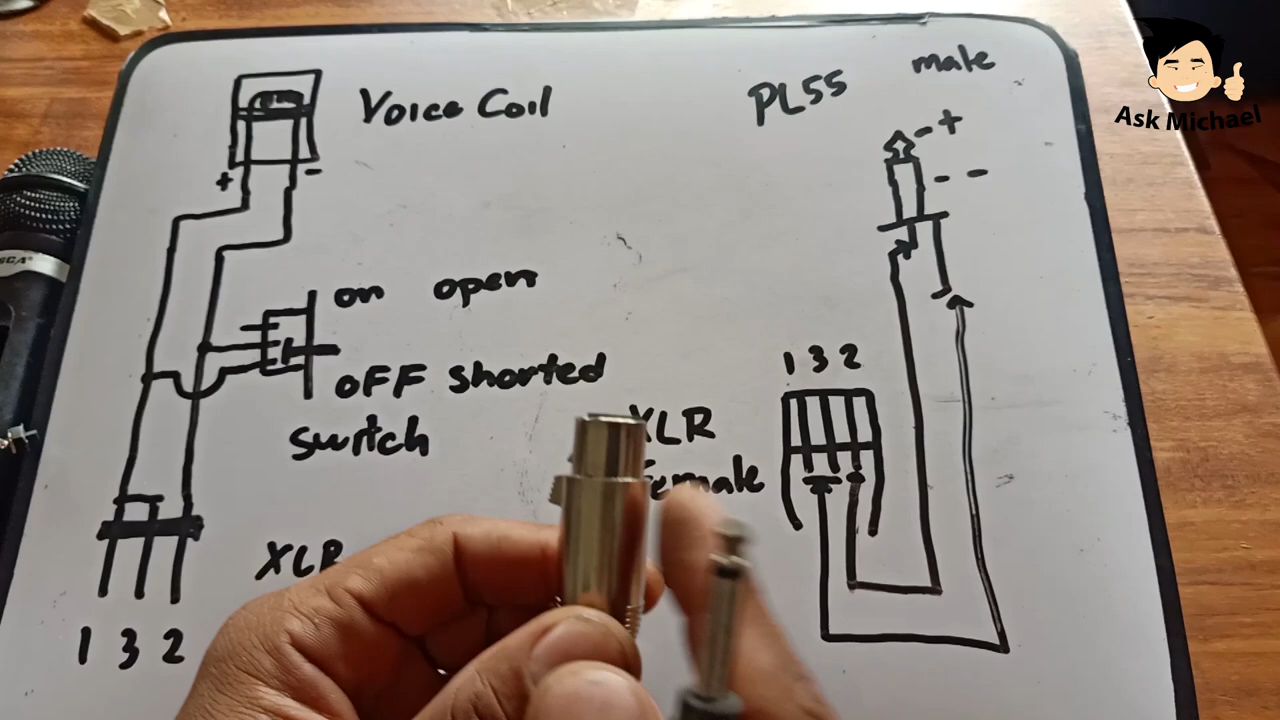 Voice Coil
+ -
on open
OFF shorted
switch
XLR
1 3 2
PL55 male
- +
- -
1 3 2
XLR
Female
Ask Michael